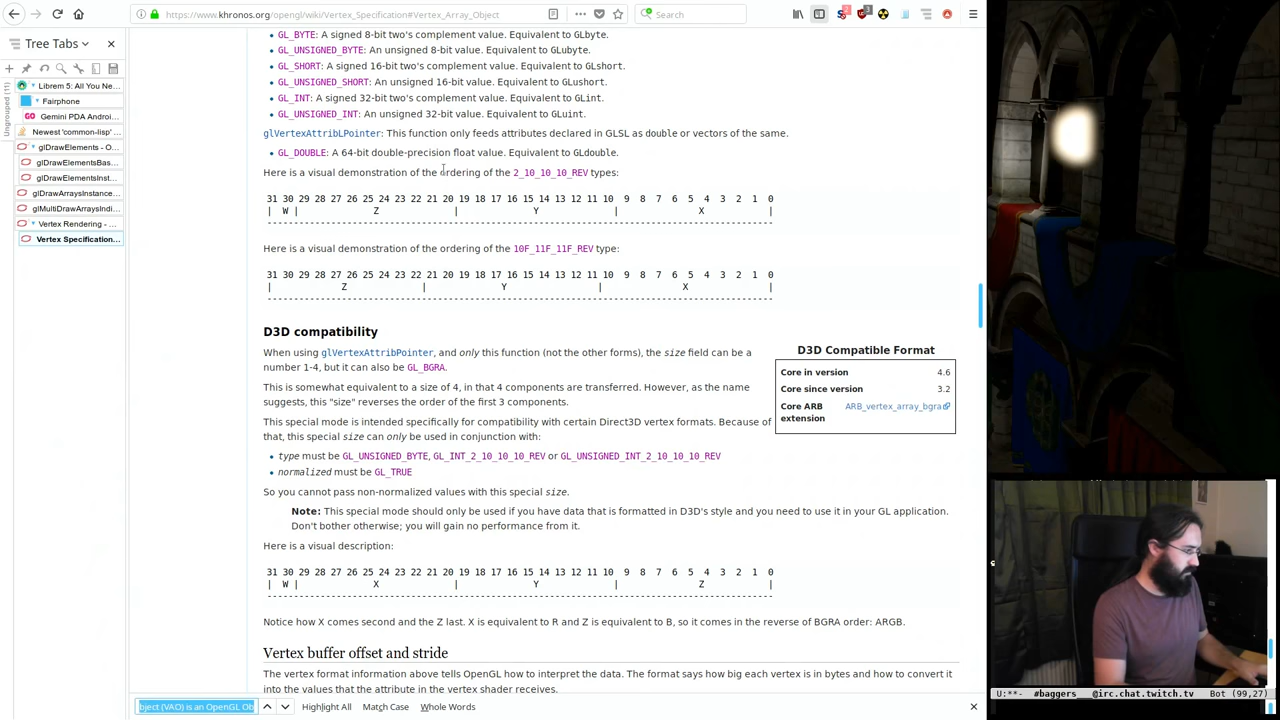 https://www.khronos.org/opengl/wiki/Vertex_Specification#Vertex_Array_Object
Search
2
3
Tree Tabs
Ungrouped (11)
Librem 5: All You Ne...
Fairphone
Gemini PDA Androi...
Newest 'common-lisp' ...
glDrawElements - O...
glDrawElementsBas...
glDrawElementsInst...
glDrawArraysInstance...
glMultiDrawArraysIndi...
Vertex Rendering - ...
Vertex Specification...
GL_BYTE: A signed 8-bit two's complement value. Equivalent to GLbyte.
GL_UNSIGNED_BYTE: An unsigned 8-bit value. Equivalent to GLubyte.
GL_SHORT: A signed 16-bit two's complement value. Equivalent to GLshort.
GL_UNSIGNED_SHORT: An unsigned 16-bit value. Equivalent to GLushort.
GL_INT: A signed 32-bit two's complement value. Equivalent to GLint.
GL_UNSIGNED_INT: An unsigned 32-bit value. Equivalent to GLuint.
glVertexAttribLPointer: This function only feeds attributes declared in GLSL as double or vectors of the same.
GL_DOUBLE: A 64-bit double-precision float value. Equivalent to GLdouble.
Here is a visual demonstration of the ordering of the 2_10_10_10_REV types:
31 30 29 28 27 26 25 24 23 22 21 20 19 18 17 16 15 14 13 12 11 10 9 8 7 6 5 4 3 2 1 0
| W | Z | Y | X |
Here is a visual demonstration of the ordering of the 10F_11F_11F_REV type:
31 30 29 28 27 26 25 24 23 22 21 20 19 18 17 16 15 14 13 12 11 10 9 8 7 6 5 4 3 2 1 0
| Z | Y | X |
D3D compatibility
When using glVertexAttribPointer, and only this function (not the other forms), the size field can be a
number 1-4, but it can also be GL_BGRA.
This is somewhat equivalent to a size of 4, in that 4 components are transferred. However, as the name
suggests, this "size" reverses the order of the first 3 components.
This special mode is intended specifically for compatibility with certain Direct3D vertex formats. Because of
that, this special size can only be used in conjunction with:
type must be GL_UNSIGNED_BYTE, GL_INT_2_10_10_10_REV or GL_UNSIGNED_INT_2_10_10_10_REV
normalized must be GL_TRUE
D3D Compatible Format
Core in version 4.6
Core since version 3.2
Core ARB extension ARB_vertex_array_bgra
So you cannot pass non-normalized values with this special size.
Note: This special mode should only be used if you have data that is formatted in D3D's style and you need to use it in your GL application.
Don't bother otherwise; you will gain no performance from it.
Here is a visual description:
31 30 29 28 27 26 25 24 23 22 21 20 19 18 17 16 15 14 13 12 11 10 9 8 7 6 5 4 3 2 1 0
| W | X | Y | Z |
Notice how X comes second and the Z last. X is equivalent to R and Z is equivalent to B, so it comes in the reverse of BGRA order: ARGB.
Vertex buffer offset and stride
The vertex format information above tells OpenGL how to interpret the data. The format says how big each vertex is in bytes and how to convert it
into the values that the attribute in the vertex shader receives.
bject (VAO) is an OpenGL Ob
Highlight All
Match Case
Whole Words
U:**- #baggers @irc.chat.twitch.tv Bot (99,27)